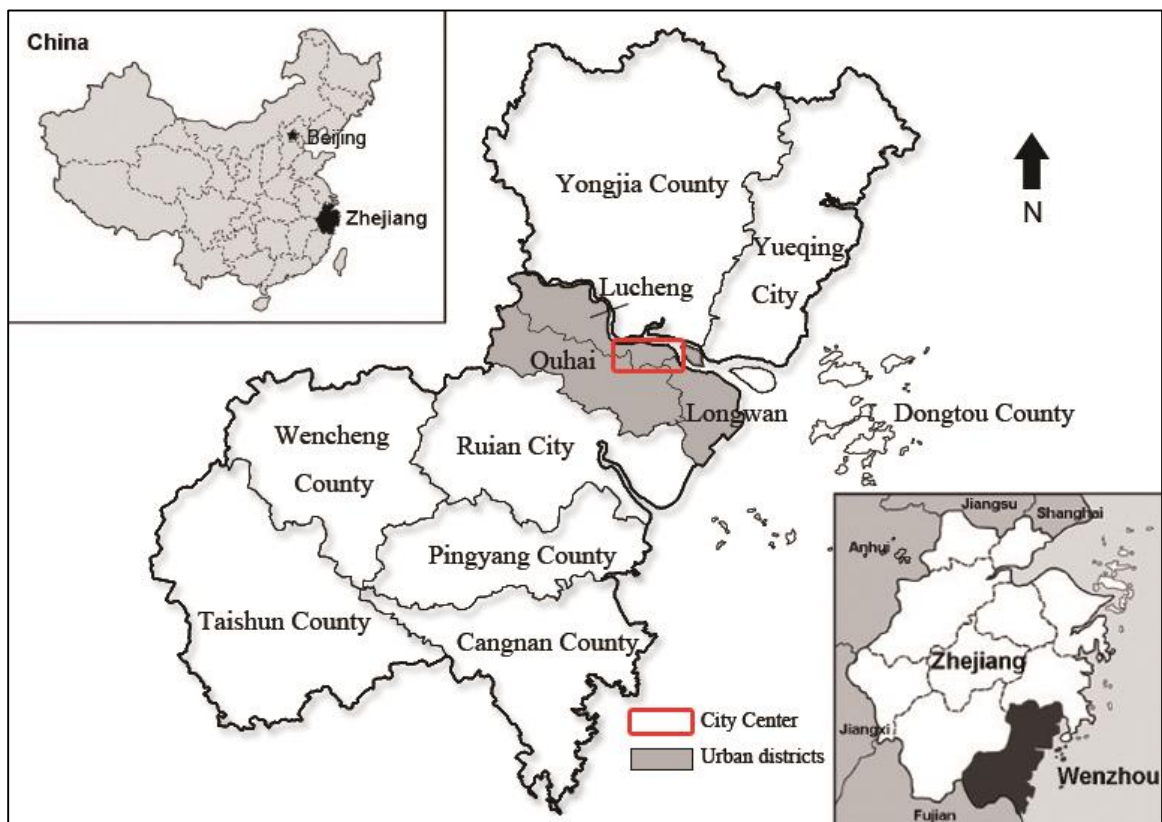 China
Beijing
Zhejiang
N
Yongjia County
Yueqing
City
Lucheng
Ouhai
Longwan
Dongtou County
Wencheng
County
Ruian City
Pingyang County
Taishun County
Cangnan County
City Center
Urban districts
Jiangsu
Shanghai
Anhui
Zhejiang
Jiangxi
Wenzhou
Fujian